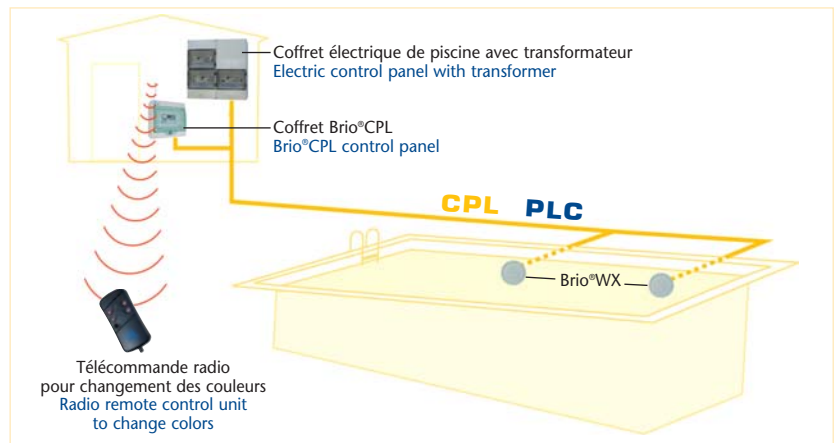 Coffret électrique de piscine avec transformateur
Electric control panel with transformer
Coffret Brio®CPL
Brio®CPL control panel
CPL PLC
Brio®WX
Télécommande radio
pour changement des couleurs
Radio remote control unit
to change colors